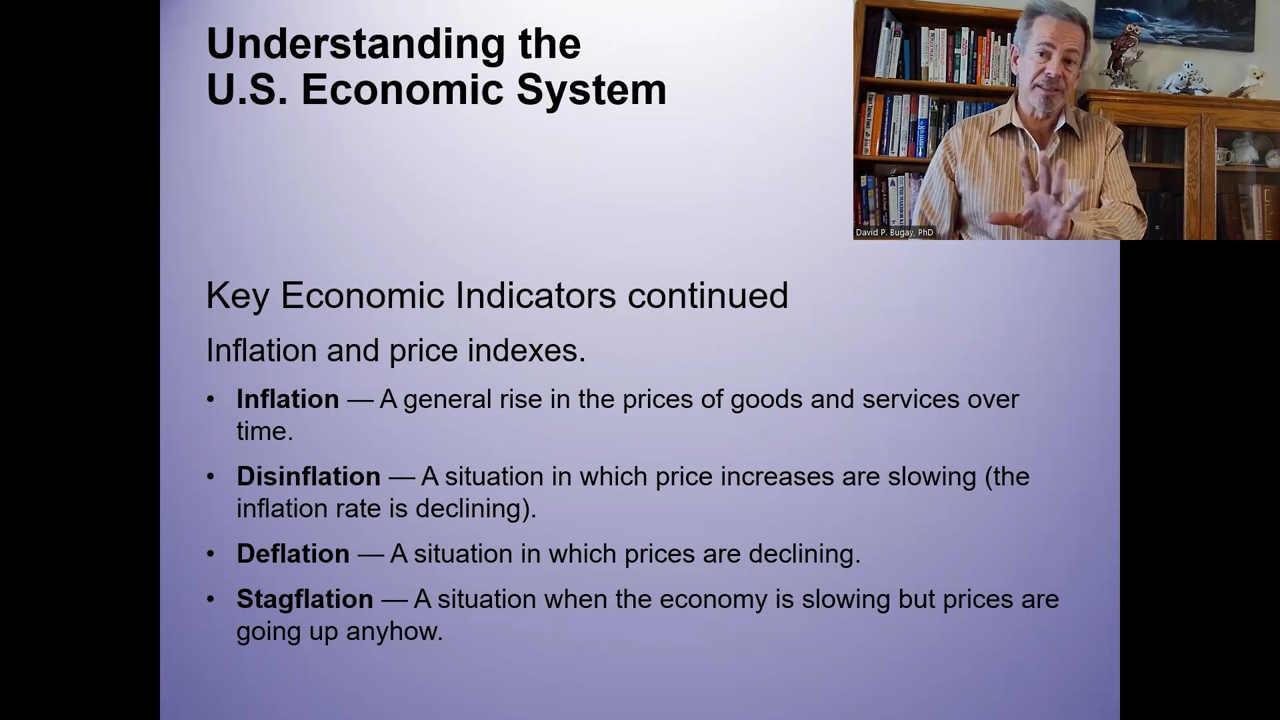 Understanding the
U.S. Economic System
David P. Bugay, PhD
Key Economic Indicators continued
Inflation and price indexes.
• Inflation — A general rise in the prices of goods and services over
time.
• Disinflation — A situation in which price increases are slowing (the
inflation rate is declining).
• Deflation — A situation in which prices are declining.
• Stagflation — A situation when the economy is slowing but prices are
going up anyhow.